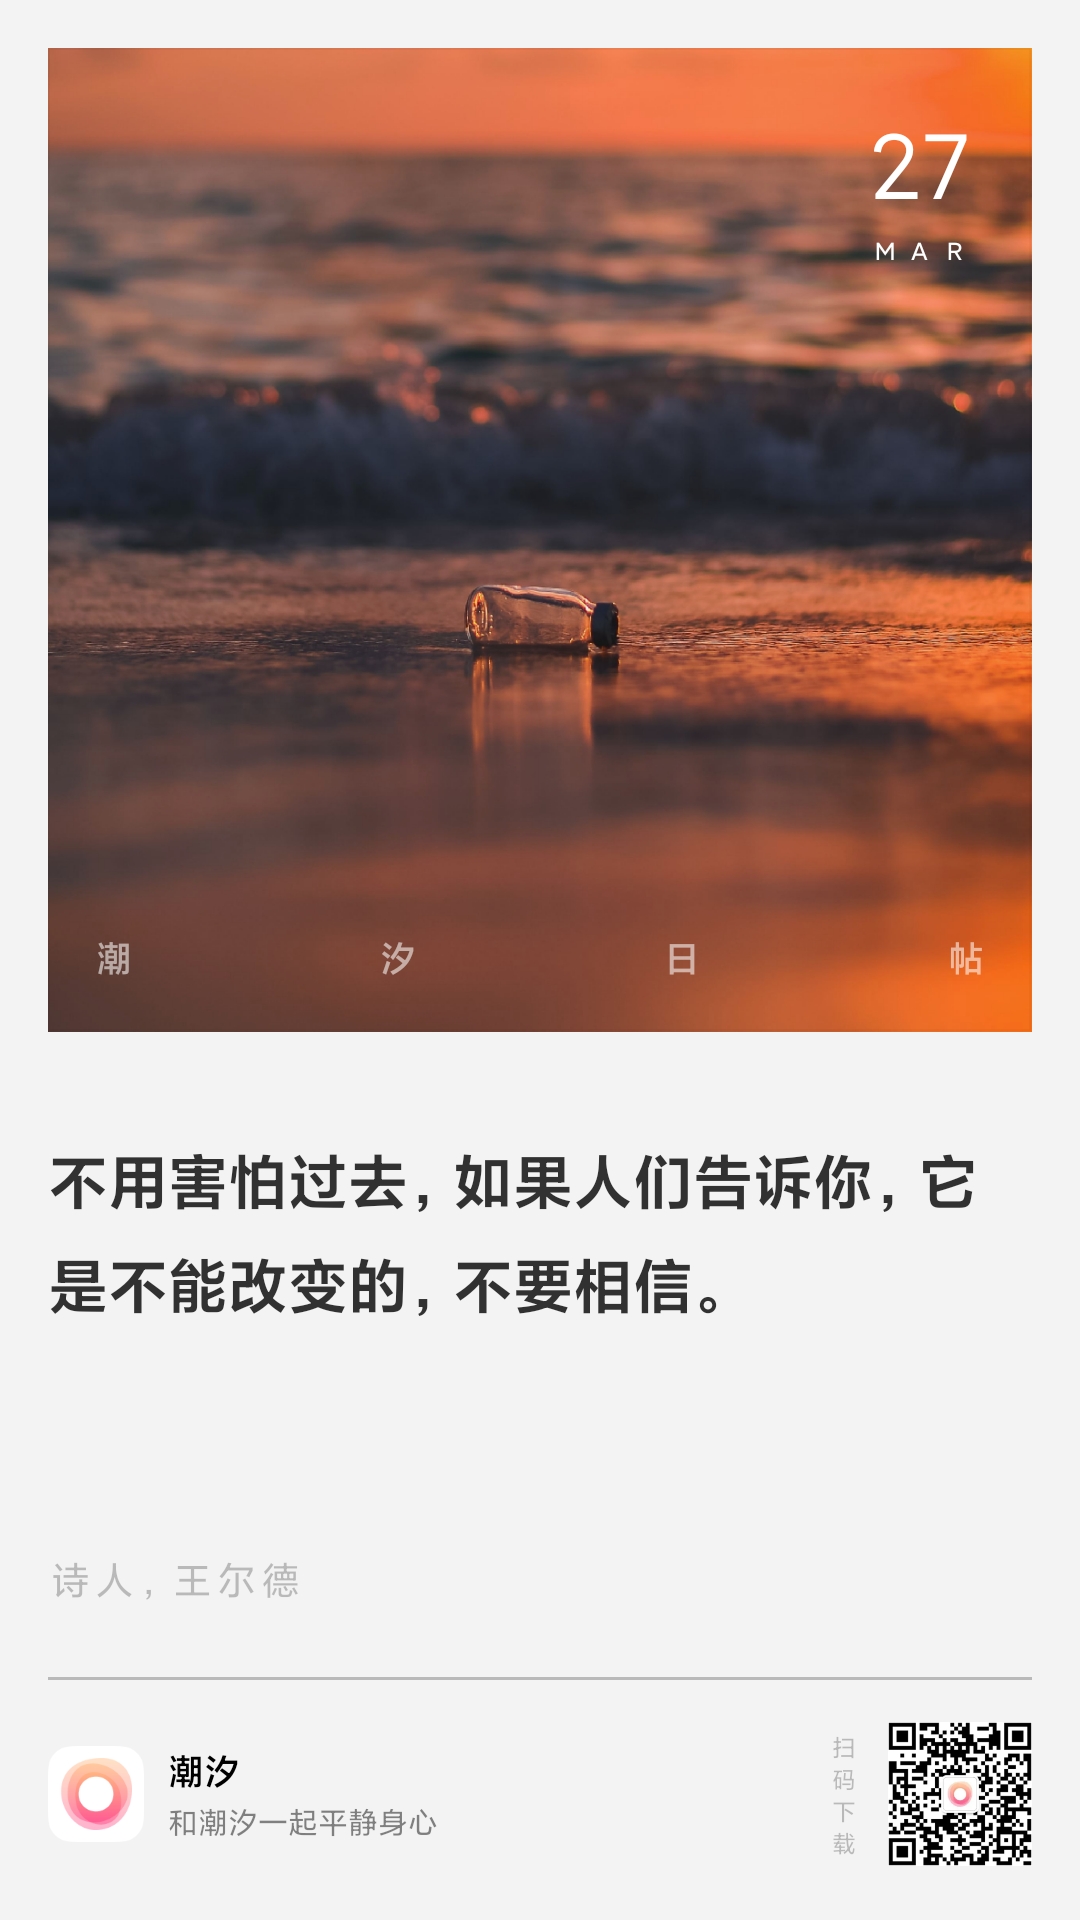 27
MAR
潮汐日帖
不用害怕过去，如果人们告诉你，它
是不能改变的，不要相信。
诗人，王尔德
潮汐
和潮汐一起平静身心
扫码下载